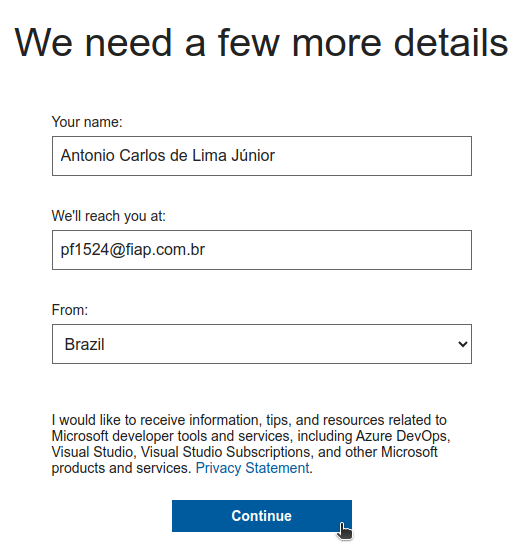 We need a few more details
Your name:
Antonio Carlos de Lima Júnior
We'll reach you at:
pf1524@fiap.com.br
From:
Brazil
I would like to receive information, tips, and resources related to
Microsoft developer tools and services, including Azure DevOps,
Visual Studio, Visual Studio Subscriptions, and other Microsoft
products and services. Privacy Statement.
Continue